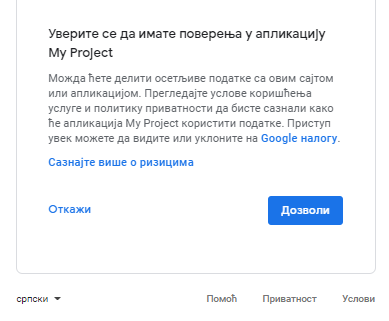 Уверите се да имате поверења у апликацију
My Project
Можда ћете делити осетљиве податке са овим сајтом
или апликацијом. Прегледајте услове коришћења
услуге и политику приватности да бисте сазнали како
ће апликација My Project користити податке. Приступ
увек можете да видите или уклоните на Google налогу.
Сазнајте више о ризицима
Откажи Дозволи
српски Помоћ Приватност Услови